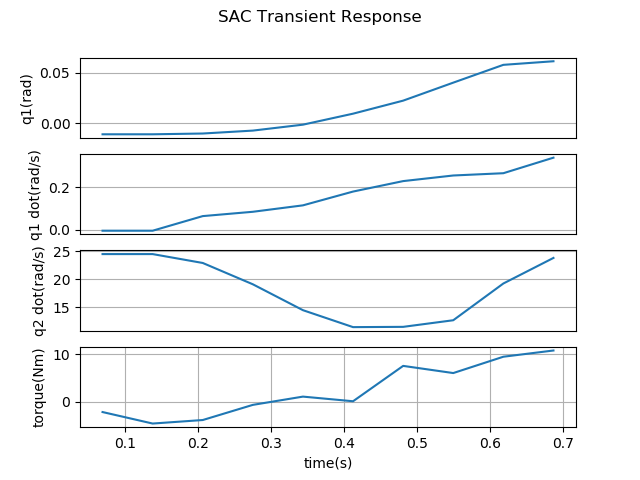 SAC Transient Response
0.05
0.00
q1(rad)
0.2
0.0
q1 dot(rad/s)
25
20
15
q2 dot(rad/s)
10
0
torque(Nm)
0.1 0.2 0.3 0.4 0.5 0.6 0.7
time(s)